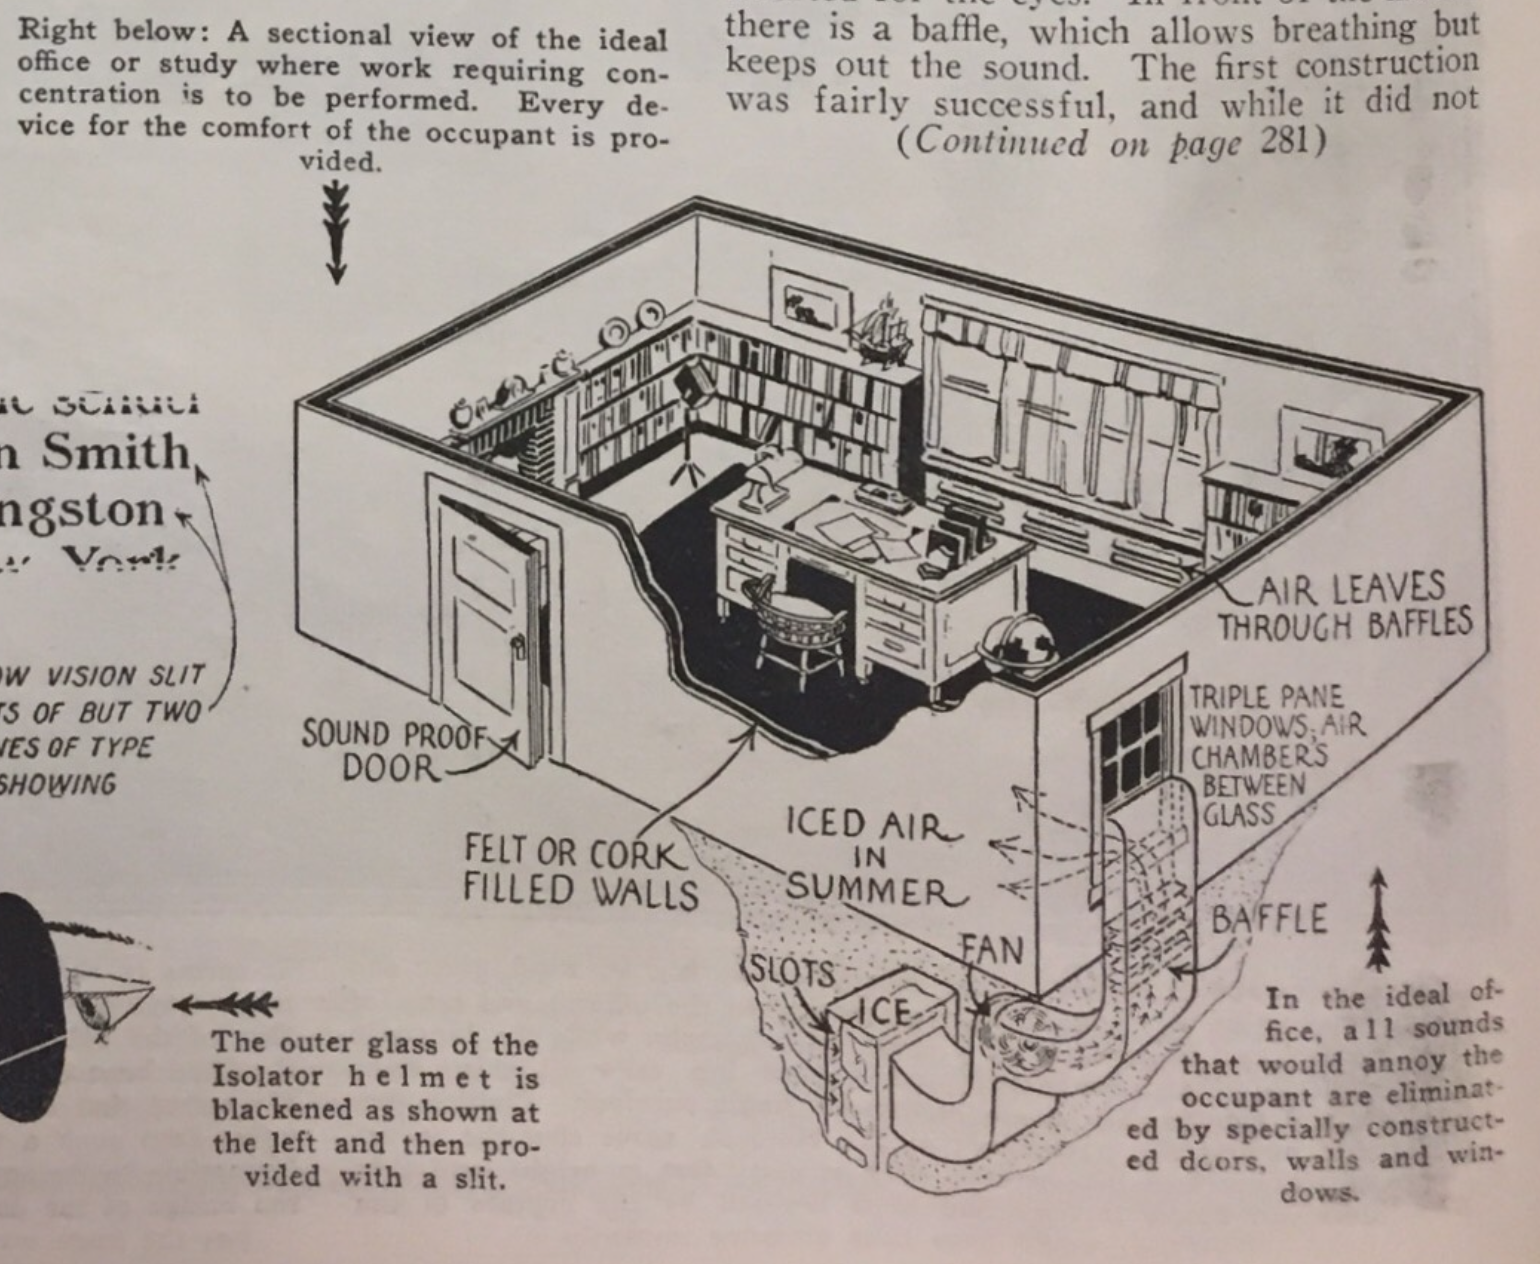 Right below: A sectional view of the ideal
office or study where work requiring con-
centration is to be performed. Every de-
vice for the comfort of the occupant is pro-
vided.
there is a baffle, which allows breathing but
keeps out the sound. The first construction
was fairly successful, and while it did not
(Continued on page 281)
n Smith
ngston
York
OW VISION SLIT
TS OF BUT TWO
NES OF TYPE
SHOWING
SOUND PROOF
DOOR
FELT OR CORK
FILLED WALLS
AIR LEAVES
THROUGH BAFFLES
TRIPLE PANE
WINDOWS, AIR
CHAMBER'S
BETWEEN
GLASS
ICED AIR
IN
SUMMER
FAN
SLOTS
ICE
BAFFLE
The outer glass of the
Isolator helmet is
blackened as shown at
the left and then pro-
vided with a slit.
In the ideal of-
fice, all sounds
that would annoy the
occupant are eliminat-
ed by specially construct-
ed doors, walls and win-
dows.